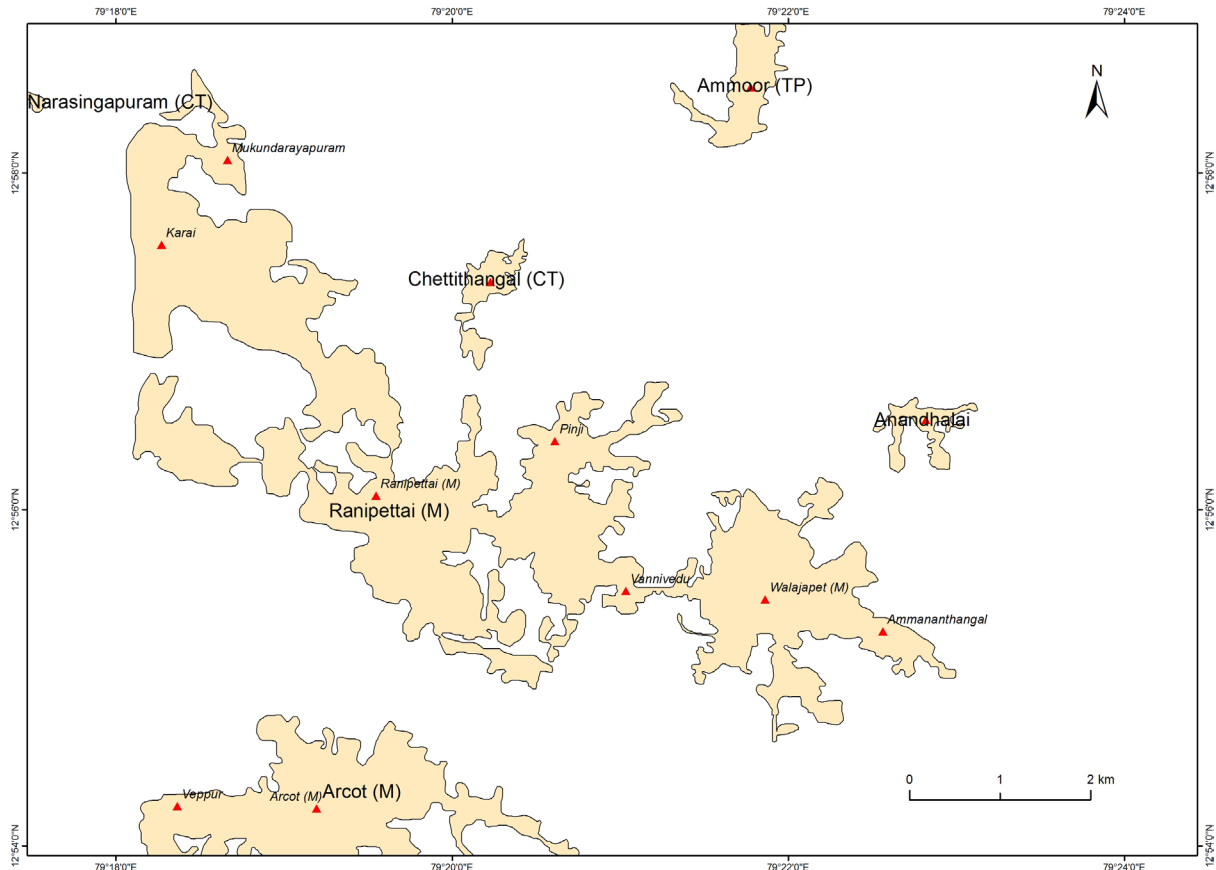 79°18'0"E 79°20'0"E 79°22'0"E 79°24'0"E
N
Ammoor (TP)
Narasingapuram (CT)
Mukundarayapuram
12°58'0"N 12°58'0"N
Karai
Chettithangal (CT)
Anandhalai
Pinji
Ranipettai (M)
Ranipettai (M)
12°56'0"N 12°56'0"N
Vannivedu
Walajapet (M)
Ammananthangal
0 1 2 km
Veppur
Arcot (M)
Arcot (M)
12°54'0"N 12°54'0"N
79°18'0"E 79°20'0"E 79°22'0"E 79°24'0"E